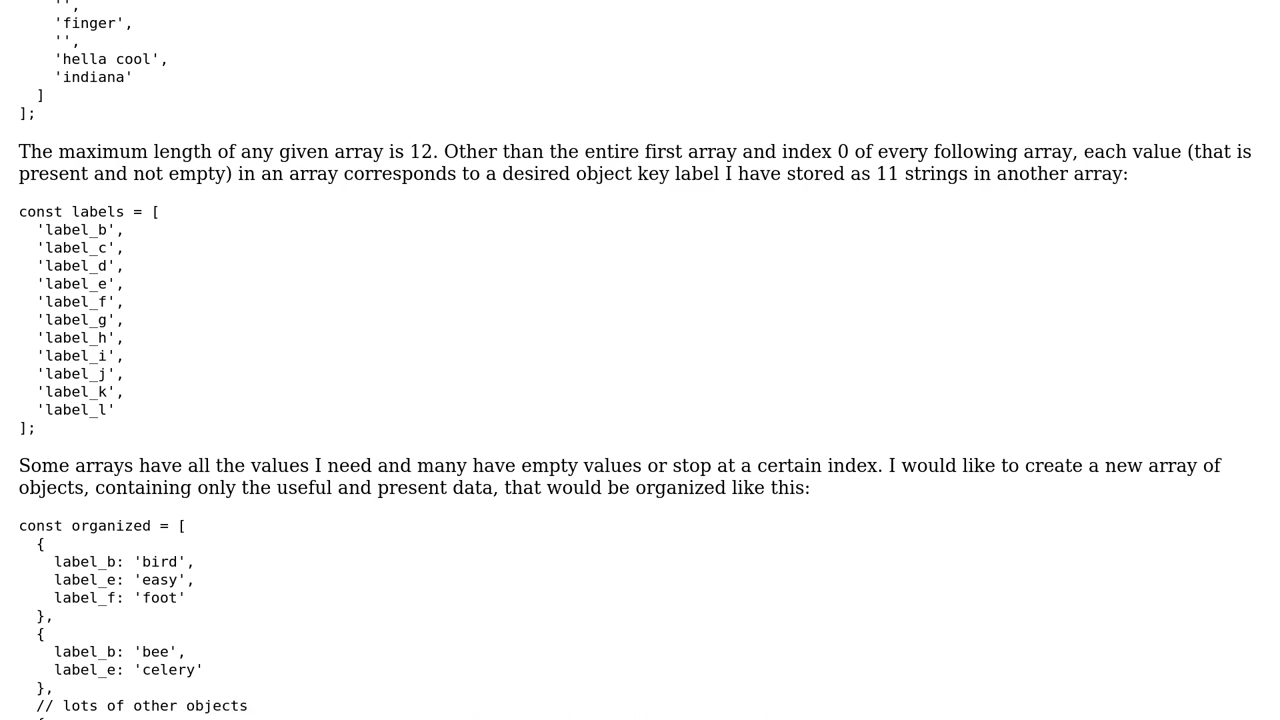 '',
'finger',
'',
'hella cool',
'indiana'
]
];
The maximum length of any given array is 12. Other than the entire first array and index 0 of every following array, each value (that is
present and not empty) in an array corresponds to a desired object key label I have stored as 11 strings in another array:
const labels = [
'label_b',
'label_c',
'label_d',
'label_e',
'label_f',
'label_g',
'label_h',
'label_i',
'label_j',
'label_k',
'label_l'
];
Some arrays have all the values I need and many have empty values or stop at a certain index. I would like to create a new array of
objects, containing only the useful and present data, that would be organized like this:
const organized = [
{
label_b: 'bird',
label_e: 'easy',
label_f: 'foot'
},
{
label_b: 'bee',
label_e: 'celery'
},
// lots of other objects
{